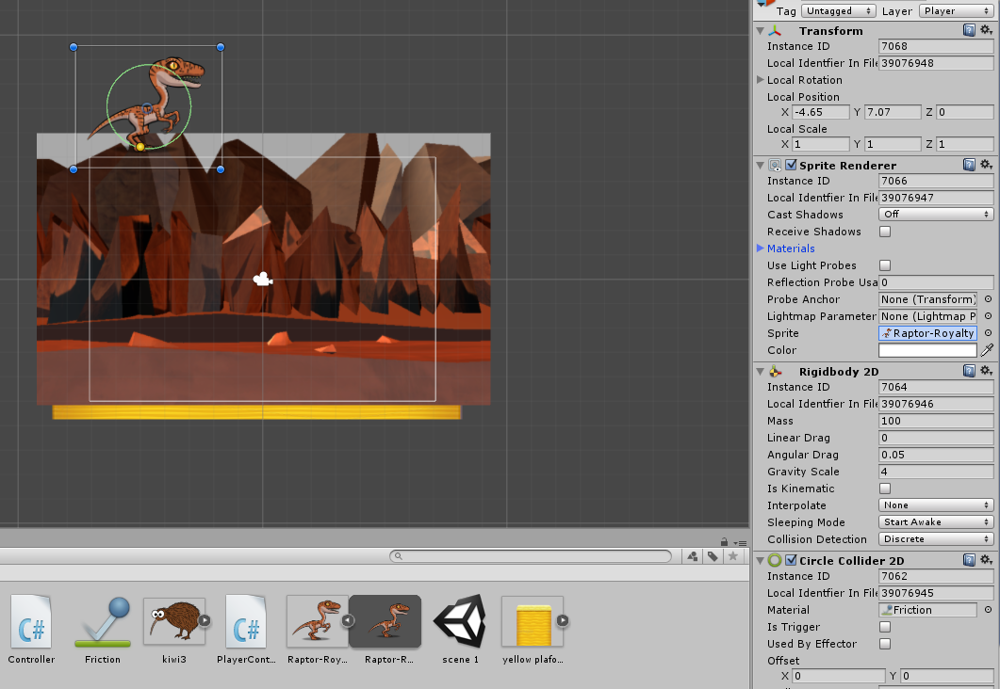 Tag Untagged Layer Player
Transform
Instance ID 7068
Local Identfier In File 39076948
Local Rotation
Local Position
X -4.65 Y 7.07 Z 0
Local Scale
X 1 Y 1 Z 1
Sprite Renderer
Instance ID 7066
Local Identfier In File 39076947
Cast Shadows Off
Receive Shadows
Materials
Use Light Probes
Reflection Probe Usa 0
Probe Anchor None (Transform)
Lightmap Parameter None (Lightmap P
Sprite Raptor-Royalty
Color
Rigidbody 2D
Instance ID 7064
Local Identfier In File 39076946
Mass 100
Linear Drag 0
Angular Drag 0.05
Gravity Scale 4
Is Kinematic
Interpolate None
Sleeping Mode Start Awake
Collision Detection Discrete
Circle Collider 2D
Instance ID 7062
Local Identfier In File 39076945
Material Friction
Is Trigger
Used By Effector
Offset
X 0 Y 0
C# C#
Controller Friction kiwi3 PlayerCont... Raptor-Roy... Raptor-R... scene 1 yellow plafo...